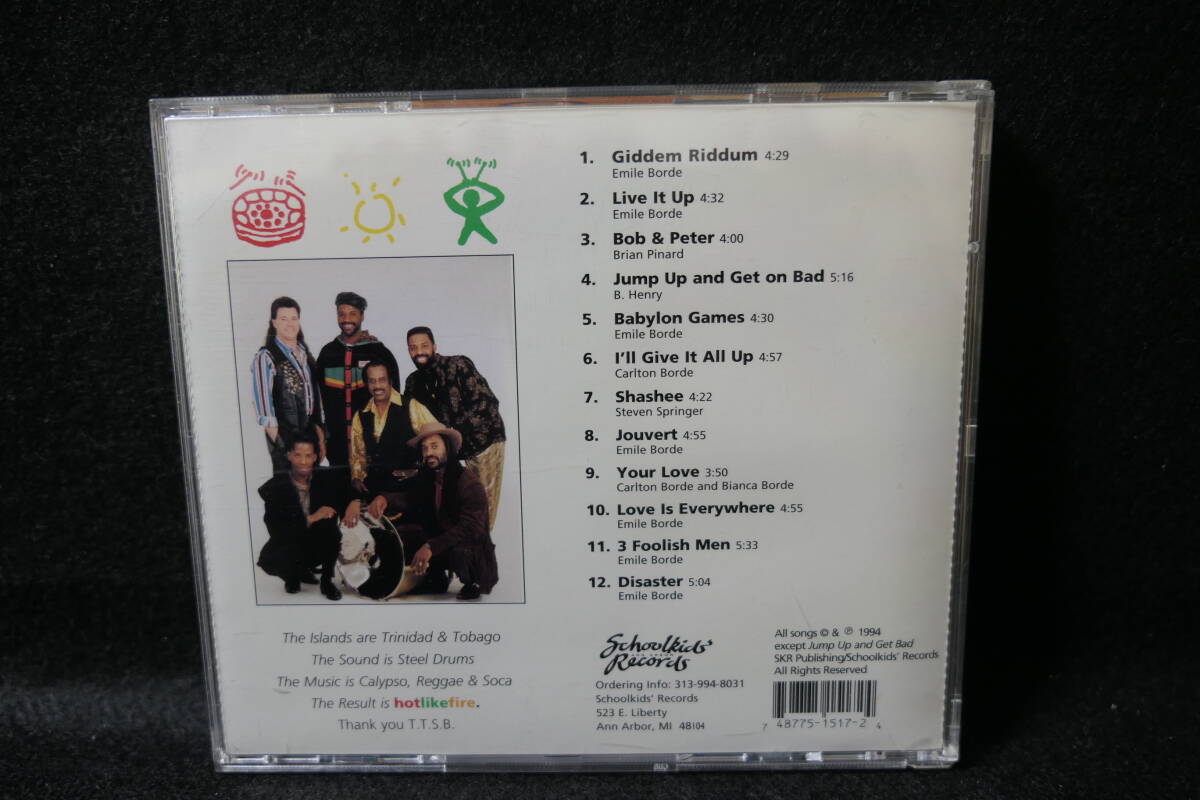 1. Giddem Riddum 4:29
Emile Borde
2. Live It Up 4:32
Emile Borde
3. Bob & Peter 4:00
Brian Pinard
4. Jump Up and Get on Bad 5:16
B. Henry
5. Babylon Games 4:30
Emile Borde
6. I'll Give It All Up 4:57
Carlton Borde
7. Shashee 4:22
Steven Springer
8. Jouvert 4:55
Emile Borde
9. Your Love 3:50
Carlton Borde and Bianca Borde
10. Love Is Everywhere 4:55
Emile Borde
11. 3 Foolish Men 5:33
Emile Borde
12. Disaster 5:04
Emile Borde
The Islands are Trinidad & Tobago
The Sound is Steel Drums
The Music is Calypso, Reggae & Soca
The Result is hotlikefire.
Thank you T.T.S.B.
Schoolkids'
Records
Ordering Info: 313-994-8031
Schoolkids' Records
523 E. Liberty
Ann Arbor, MI 48104
All songs © & ℗ 1994
except Jump Up and Get Bad
SKR Publishing/Schoolkids' Records
All Rights Reserved
7 48775-1517-2 4